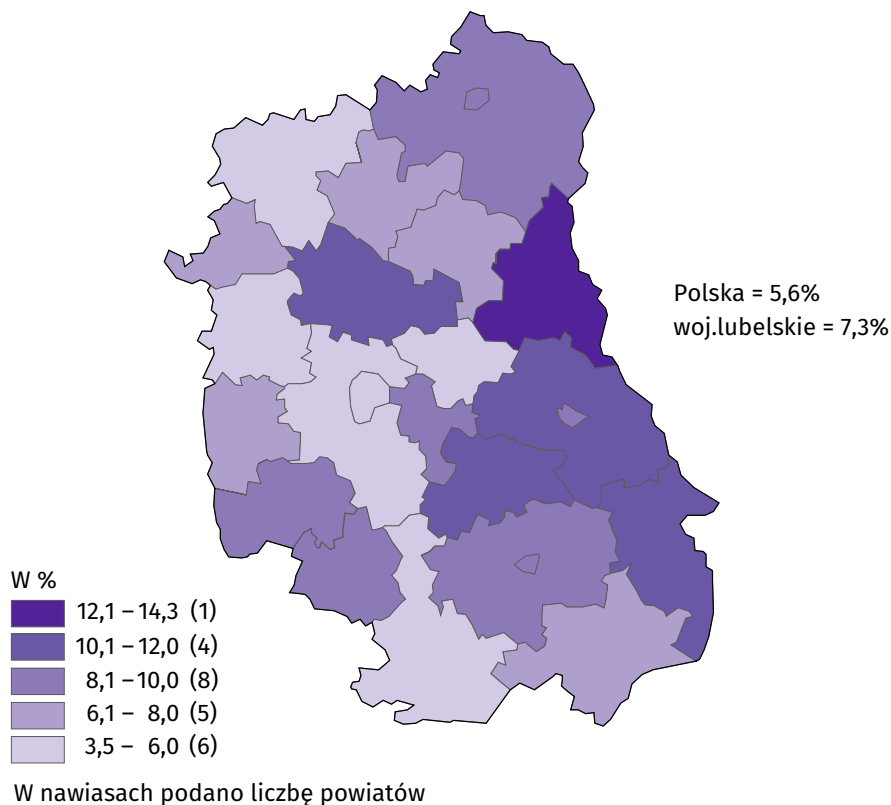 Polska = 5,6%
woj.lubelskie = 7,3%
W %
12,1 – 14,3 (1)
10,1 – 12,0 (4)
8,1 – 10,0 (8)
6,1 – 8,0 (5)
3,5 – 6,0 (6)
W nawiasach podano liczbę powiatów